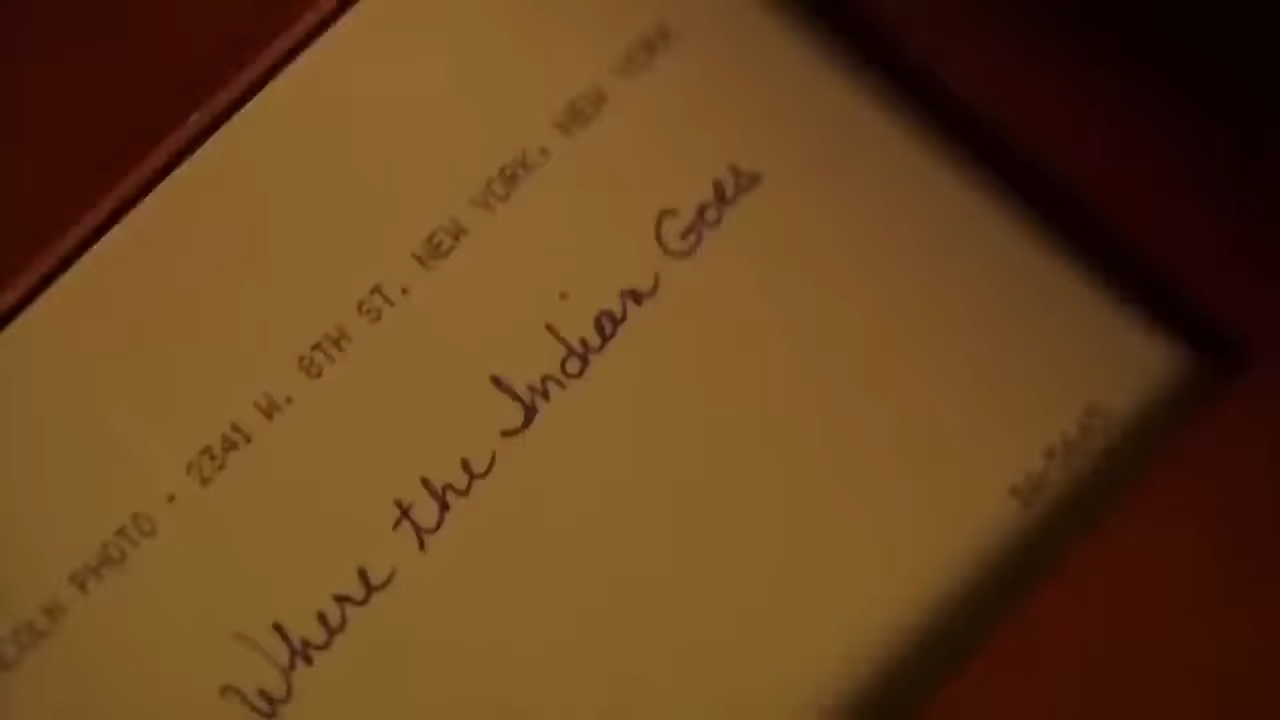 PHOTO - 2341 W. 8TH ST. NEW YORK, NEW YORK
Where the Indian Goes